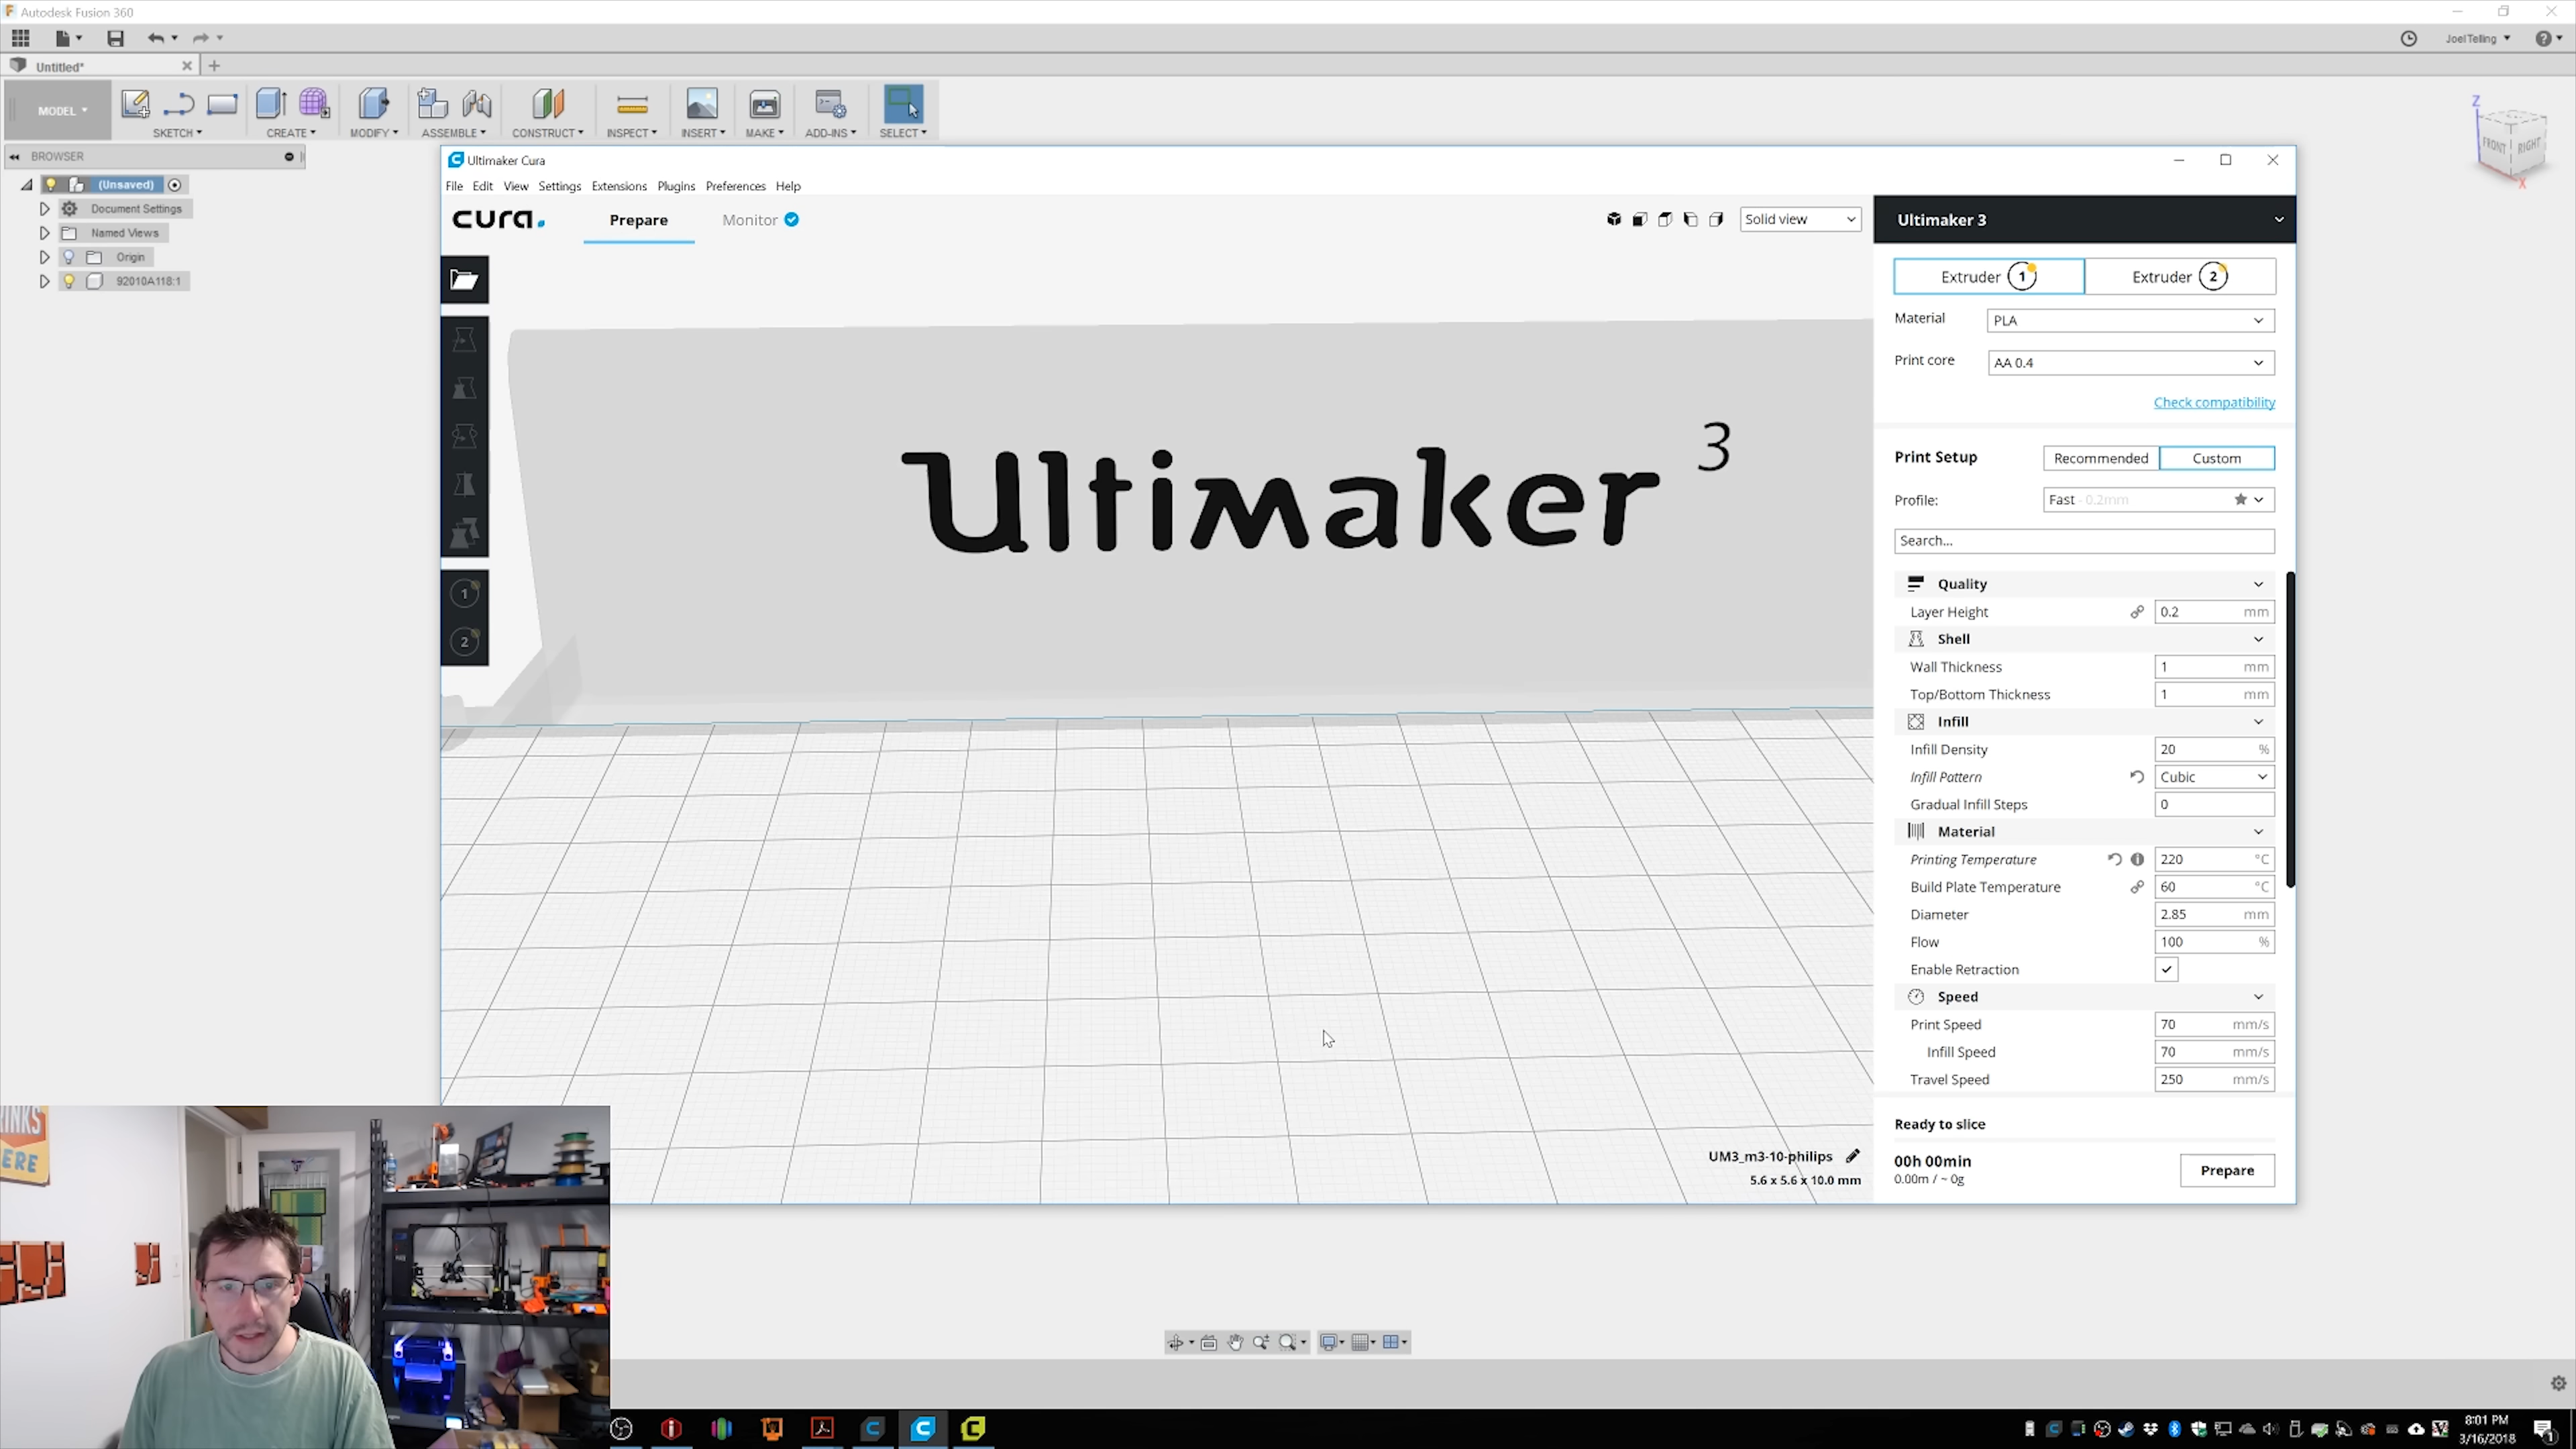 Autodesk Fusion 360
JoelTelling
Untitled*
MODEL
SKETCH CREATE MODIFY ASSEMBLE CONSTRUCT INSPECT INSERT MAKE ADD-INS SELECT
Z
FRONT RIGHT
X
BROWSER
(Unsaved)
Document Settings
Named Views
Origin
92010A118:1
Ultimaker Cura
File Edit View Settings Extensions Plugins Preferences Help
cura.
Prepare
Monitor
Solid view
Ultimaker 3
Extruder 1
Extruder 2
Material PLA
Print core AA 0.4
Check compatibility
Ultimaker 3
1
2
Print Setup Recommended Custom
Profile: Fast - 0.2mm
Search...
Quality
Layer Height 0.2 mm
Shell
Wall Thickness 1 mm
Top/Bottom Thickness 1 mm
Infill
Infill Density 20 %
Infill Pattern Cubic
Gradual Infill Steps 0
Material
Printing Temperature 220 °C
Build Plate Temperature 60 °C
Diameter 2.85 mm
Flow 100 %
Enable Retraction
Speed
Print Speed 70 mm/s
Infill Speed 70 mm/s
Travel Speed 250 mm/s
UM3_m3-10-philips
5.6 x 5.6 x 10.0 mm
Ready to slice
00h 00min
0.00m / ~ 0g
Prepare
ERE
8:01 PM
3/16/2018